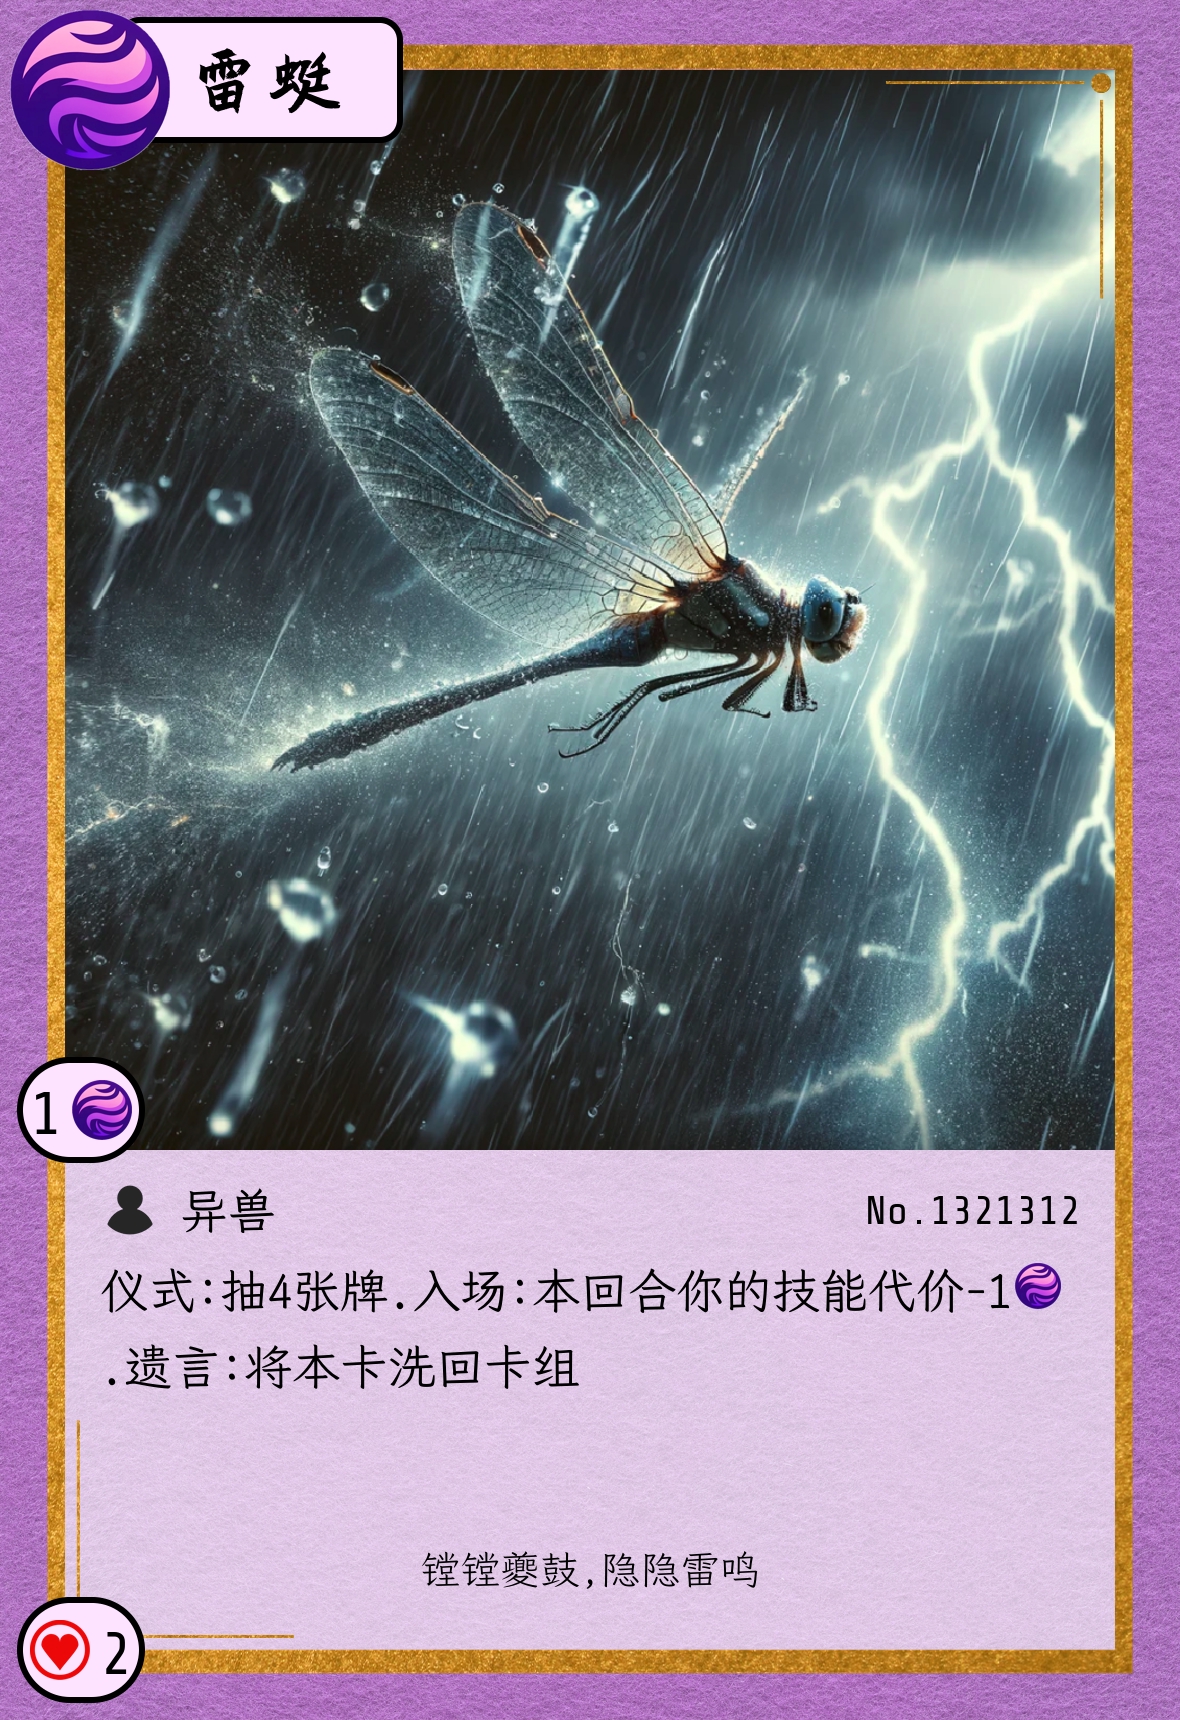 雷蜓
1
异兽
No.1321312
仪式:抽4张牌.入场:本回合你的技能代价-1
.遗言:将本卡洗回卡组
镗镗夔鼓,隐隐雷鸣
2